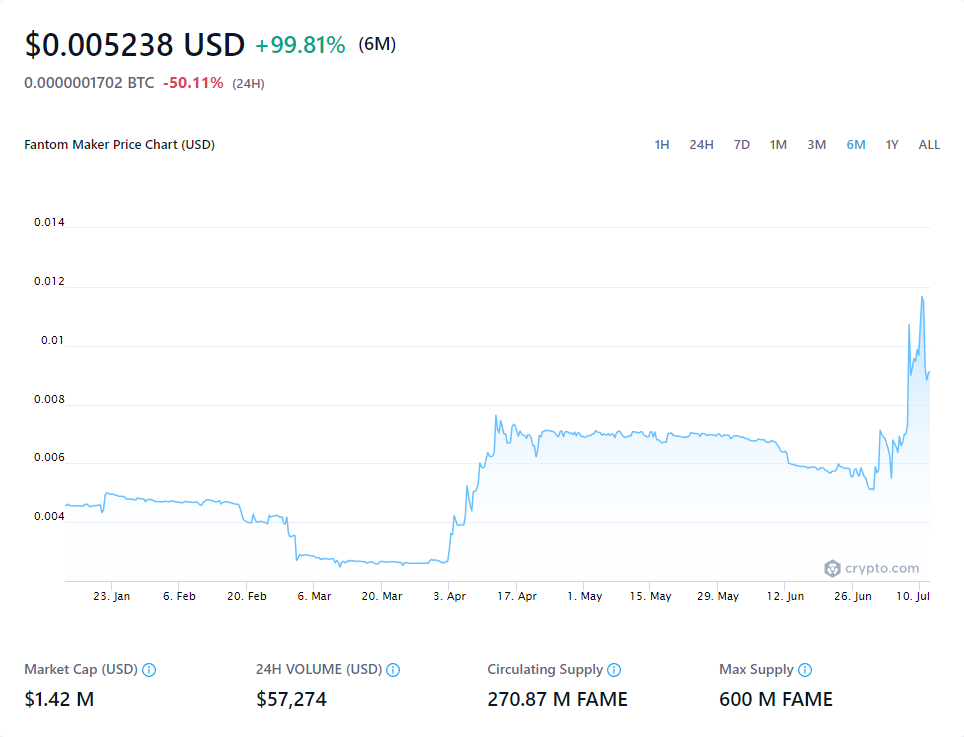 $0.005238 USD +99.81% (6M)
0.0000001702 BTC -50.11% (24H)
Fantom Maker Price Chart (USD) 1H 24H 7D 1M 3M 6M 1Y ALL
0.014
0.012
0.01
0.008
0.006
0.004
crypto.com
23. Jan 6. Feb 20. Feb 6. Mar 20. Mar 3. Apr 17. Apr 1. May 15. May 29. May 12. Jun 26. Jun 10. Jul
Market Cap (USD) 24H VOLUME (USD) Circulating Supply Max Supply
$1.42 M $57,274 270.87 M FAME 600 M FAME